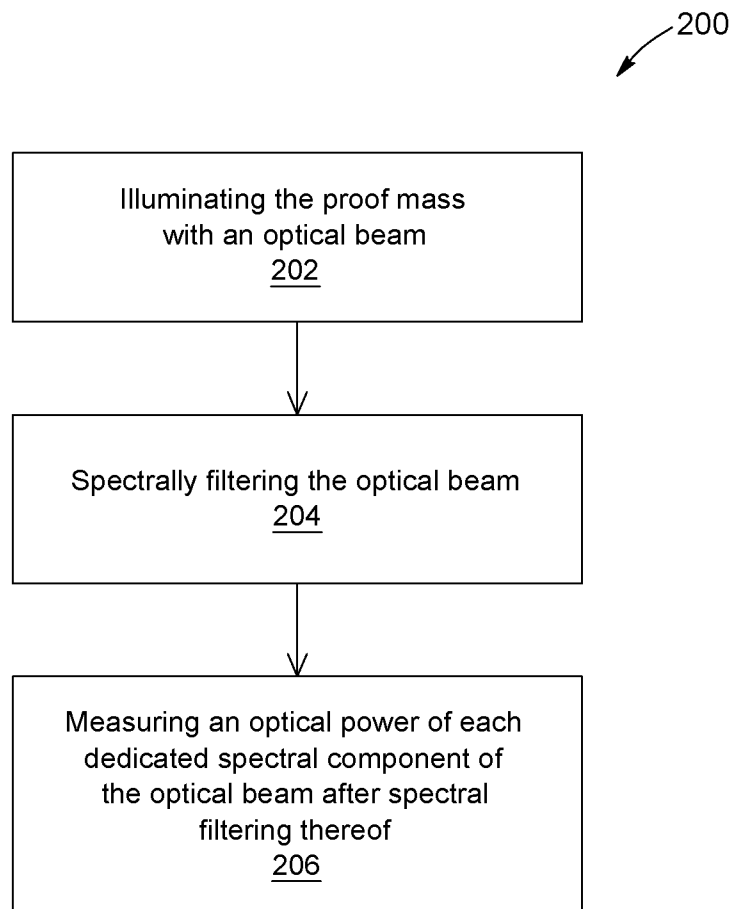 200
Illuminating the proof mass
with an optical beam
202
Spectrally filtering the optical beam
204
Measuring an optical power of each
dedicated spectral component of
the optical beam after spectral
filtering thereof
206